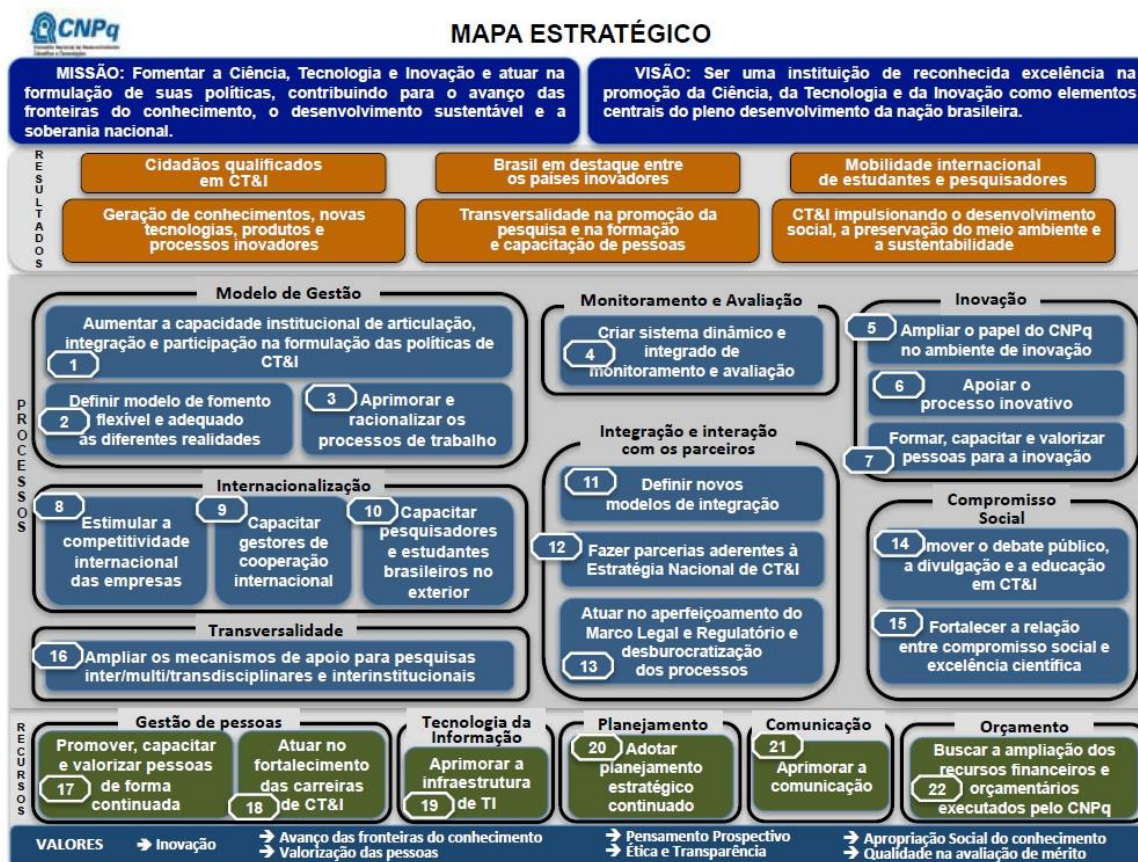 CNPq
Conselho Nacional de Desenvolvimento
Científico e Tecnológico
MAPA ESTRATÉGICO
MISSÃO: Fomentar a Ciência, Tecnologia e Inovação e atuar na
formulação de suas políticas, contribuindo para o avanço das
fronteiras do conhecimento, o desenvolvimento sustentável e a
soberania nacional.
VISÃO: Ser uma instituição de reconhecida excelência na
promoção da Ciência, da Tecnologia e da Inovação como elementos
centrais do pleno desenvolvimento da nação brasileira.
RESULTADOS
Cidadãos qualificados
em CT&I
Brasil em destaque entre
os países inovadores
Mobilidade internacional
de estudantes e pesquisadores
Geração de conhecimentos, novas
tecnologias, produtos e
processos inovadores
Transversalidade na promoção da
pesquisa e na formação
e capacitação de pessoas
CT&I impulsionando o desenvolvimento
social, a preservação do meio ambiente e
a sustentabilidade
PROCESSOS
Modelo de Gestão
Aumentar a capacidade institucional de articulação,
integração e participação na formulação das políticas de
CT&I
1
Definir modelo de fomento
flexível e adequado
às diferentes realidades
2
3
Aprimorar e
racionalizar os
processos de trabalho
Monitoramento e Avaliação
Criar sistema dinâmico e
integrado de
monitoramento e avaliação
4
Inovação
5
Ampliar o papel do CNPq
no ambiente de inovação
6
Apoiar o
processo inovativo
Formar, capacitar e valorizar
pessoas para a inovação
7
Internacionalização
8
Estimular a
competitividade
internacional
das empresas
9
Capacitar
gestores de
cooperação
internacional
10
Capacitar
pesquisadores
e estudantes
brasileiros no
exterior
Integração e interação
com os parceiros
11
Definir novos
modelos de integração
12
Fazer parcerias aderentes à
Estratégia Nacional de CT&I
Atuar no aperfeiçoamento do
Marco Legal e Regulatório e
desburocratização
dos processos
13
Compromisso
Social
14
omover o debate público,
a divulgação e a educação
em CT&I
15
Fortalecer a relação
entre compromisso social e
excelência científica
Transversalidade
16
Ampliar os mecanismos de apoio para pesquisas
inter/multi/transdisciplinares e interinstitucionais
RECURSOS
Gestão de pessoas
Promover, capacitar
e valorizar pessoas
de forma
continuada
17
Atuar no
fortalecimento
das carreiras
de CT&I
18
Tecnologia da
Informação
Aprimorar a
infraestrutura
de TI
19
Planejamento
20
Adotar
planejamento
estratégico
continuado
Comunicação
21
Aprimorar a
comunicação
Orçamento
Buscar a ampliação dos
recursos financeiros e
orçamentários
executados pelo CNPq
22
VALORES
➔ Inovação
➔ Avanço das fronteiras do conhecimento
➔ Valorização das pessoas
➔ Pensamento Prospectivo
➔ Ética e Transparência
➔ Apropriação Social do conhecimento
➔ Qualidade na avaliação de mérito